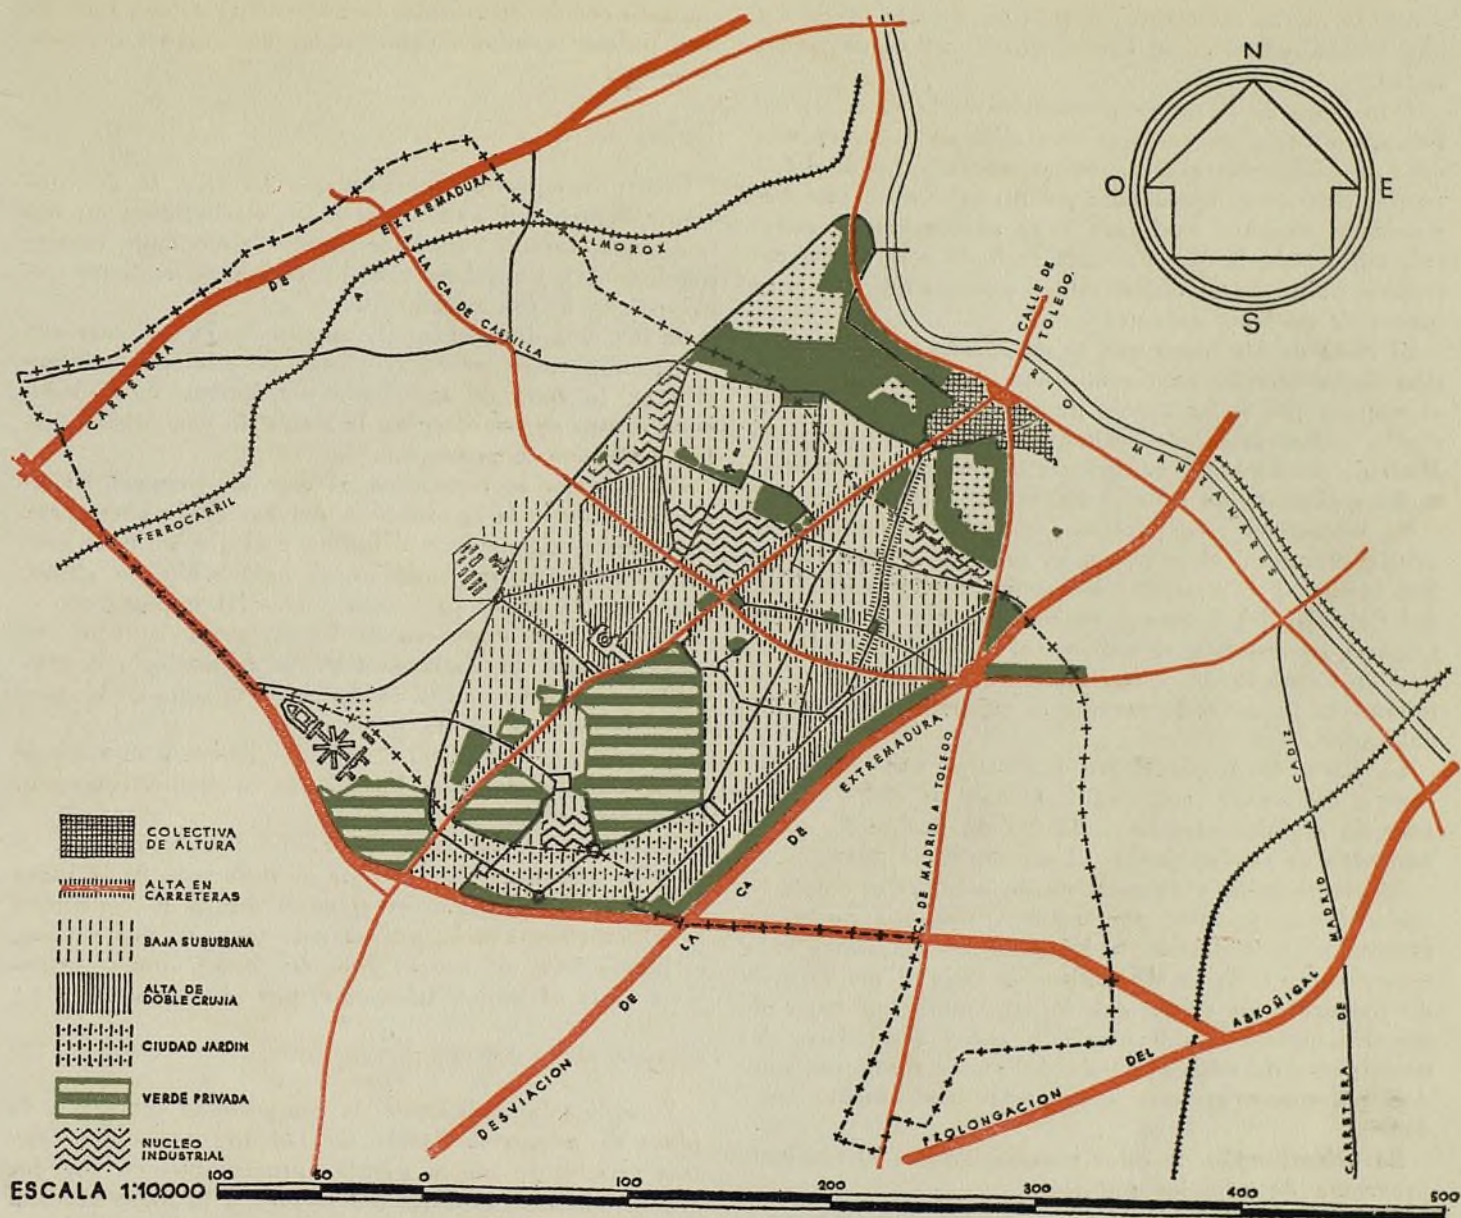 N
O
E
S
CARRETERA DE EXTREMADURA
A LA CA DE CASTILLA
FERROCARRIL A ALMOROX
CALLE DE
TOLEDO.
RIO MANZANARES
CA DE MADRID A TOLEDO
DESVIACION DE LA CA DE EXTREMADURA
PROLONGACION DEL ABROÑIGAL
CARRETERA DE MADRID A CADIZ
COLECTIVA
DE ALTURA
ALTA EN
CARRETERAS
BAJA SUBURBANA
ALTA DE
DOBLE CRUJIA
CIUDAD JARDIN
VERDE PRIVADA
NUCLEO
INDUSTRIAL
ESCALA 1:10.000
100 50 0 100 200 300 400 500